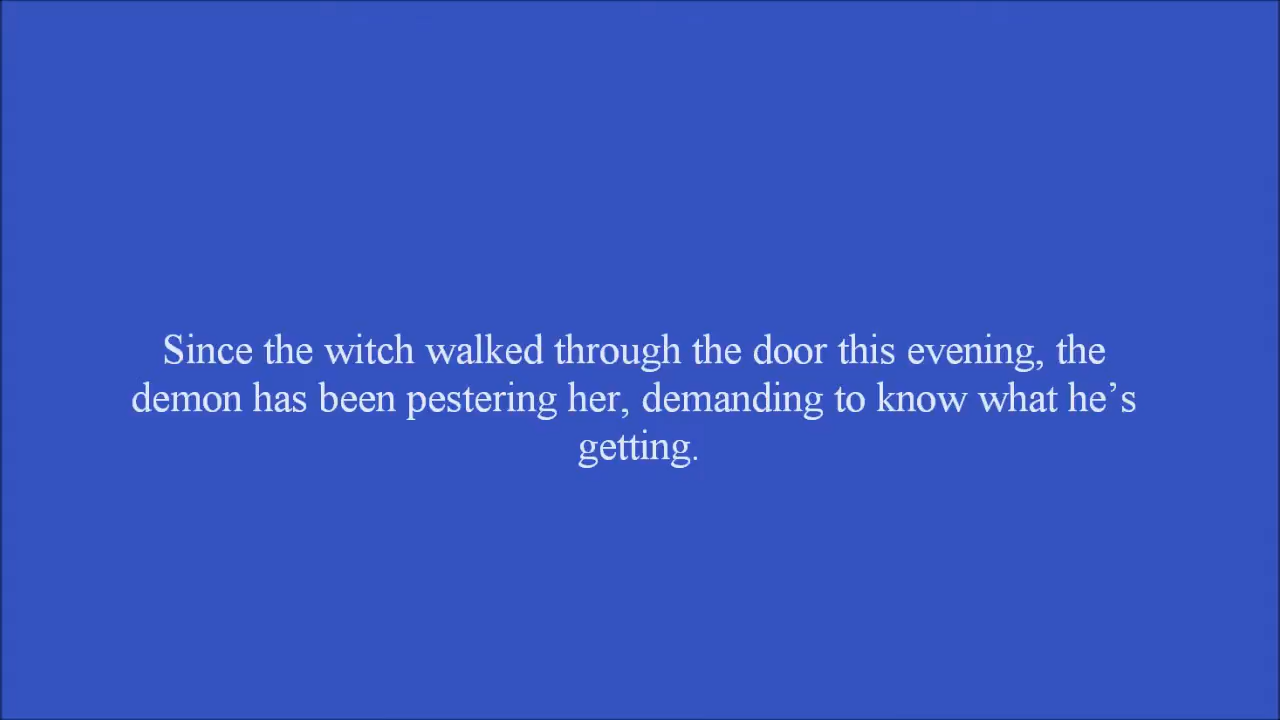 Since the witch walked through the door this evening, the
demon has been pestering her, demanding to know what he’s
getting.